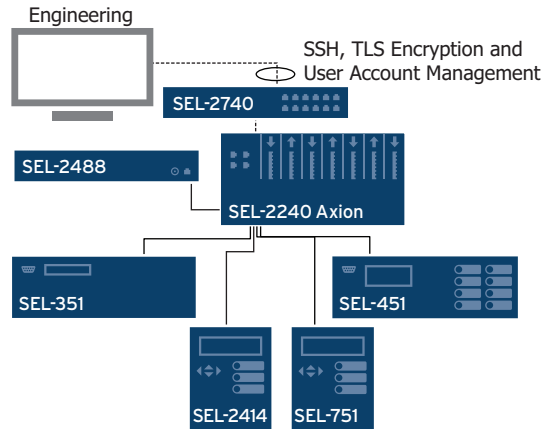 Engineering
SSH, TLS Encryption and
User Account Management
SEL-2740
SEL-2488
SEL-2240 Axion
SEL-351
SEL-451
SEL-2414
SEL-751